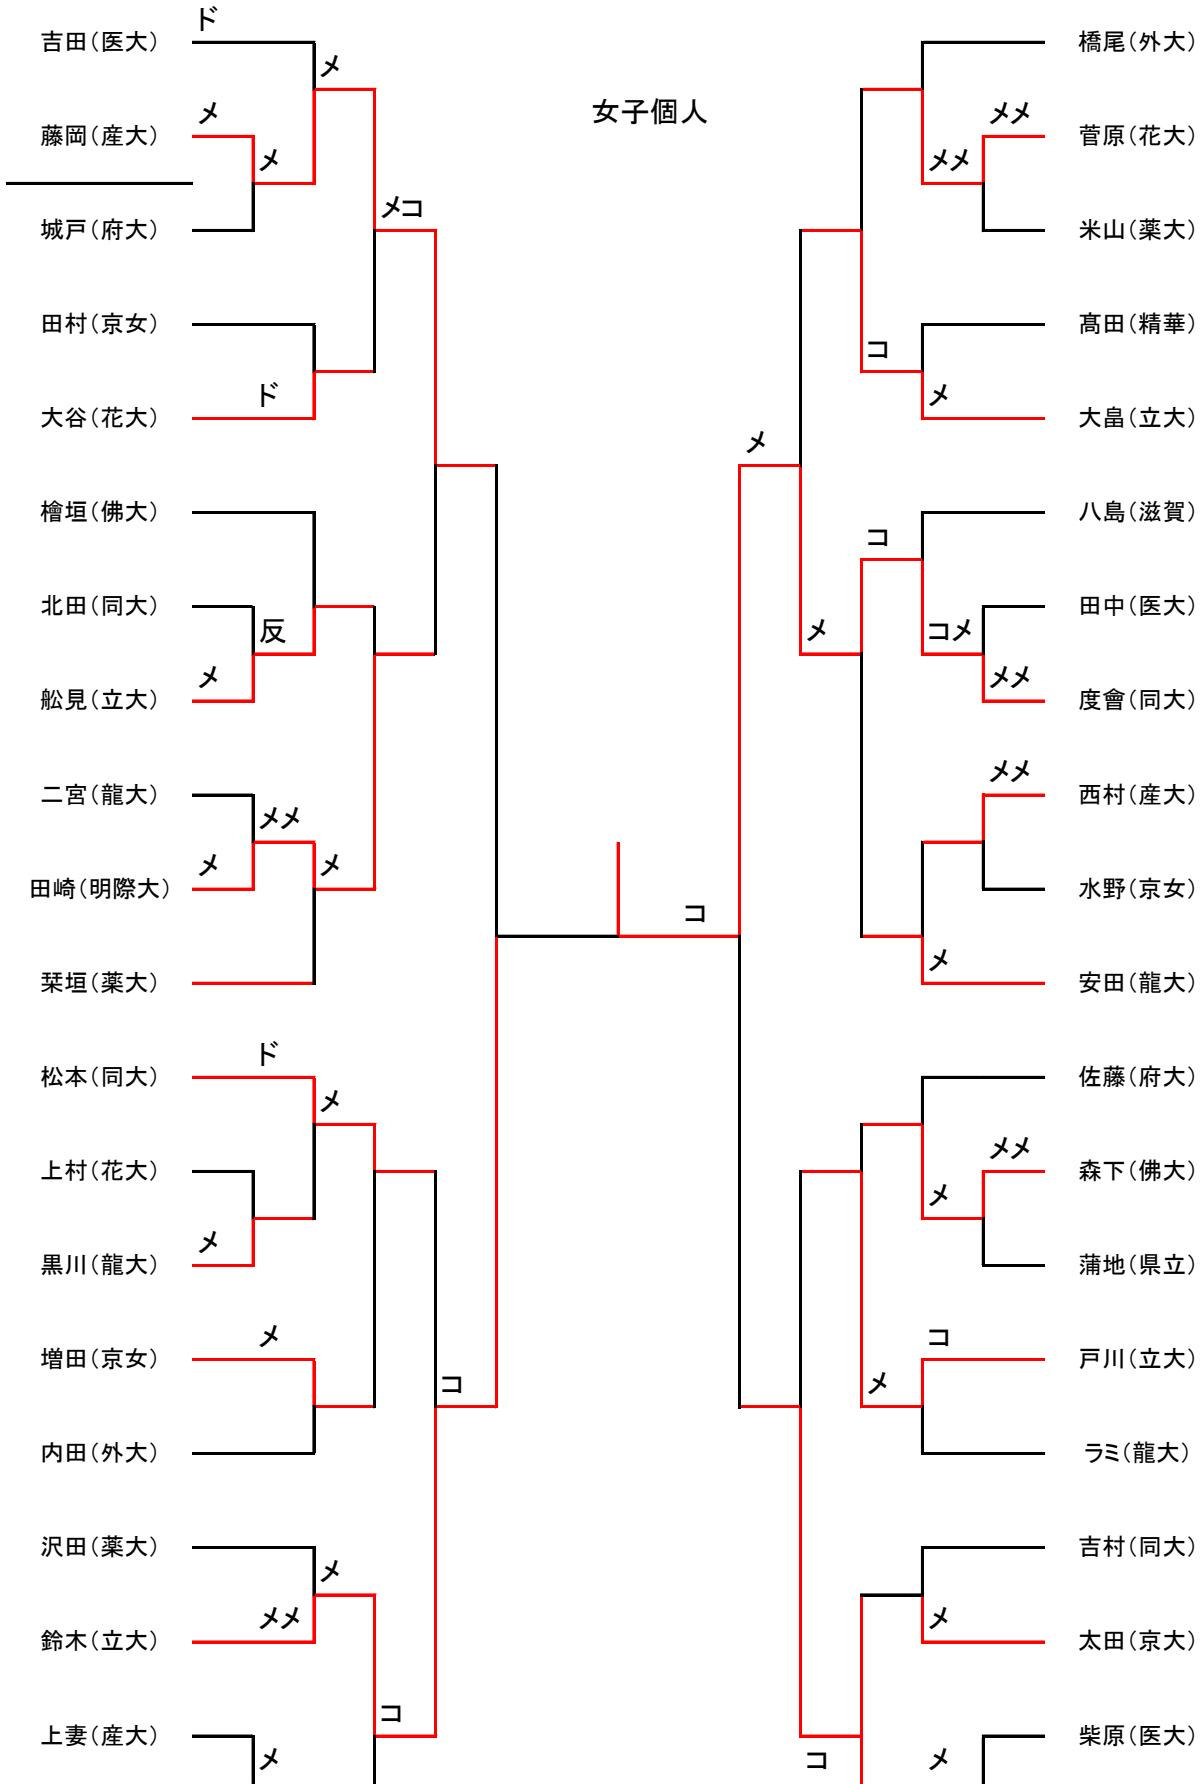 女子個人
ド
吉田(医大)
メ
メ
藤岡(産大)
メ
城戸(府大)
メコ
田村(京女)
ド
大谷(花大)
檜垣(佛大)
北田(同大)
反
メ
舩見(立大)
二宮(龍大)
メメ
メ
メ
田崎(明際大)
栞垣(薬大)
ド
松本(同大)
メ
上村(花大)
メ
黒川(龍大)
メ
増田(京女)
コ
内田(外大)
沢田(薬大)
メ
メメ
鈴木(立大)
コ
上妻(産大)
メ
コ
橋尾(外大)
メメ
菅原(花大)
メメ
米山(薬大)
髙田(精華)
コ
メ
大畠(立大)
メ
八島(滋賀)
コ
田中(医大)
メ
コメ
メメ
度會(同大)
メメ
西村(産大)
水野(京女)
メ
安田(龍大)
佐藤(府大)
メメ
森下(佛大)
メ
蒲地(県立)
コ
戸川(立大)
メ
ラミ(龍大)
吉村(同大)
メ
太田(京大)
柴原(医大)
コ
メ